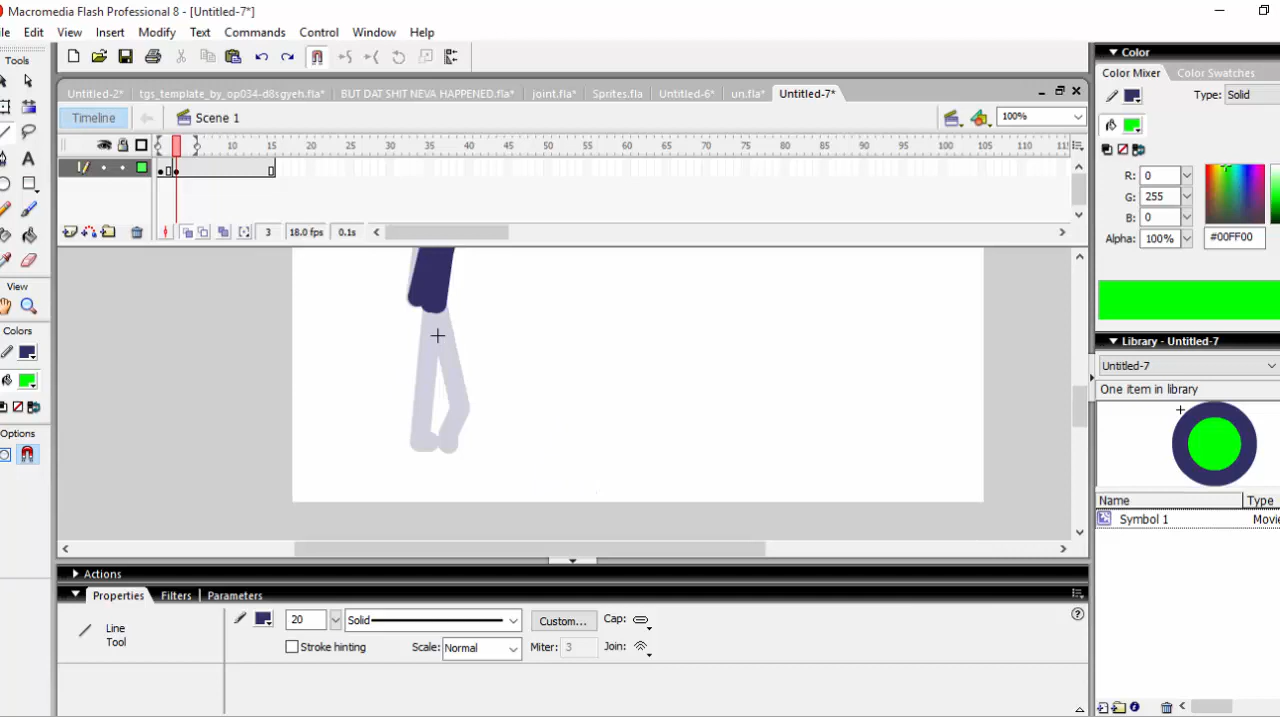 Macromedia Flash Professional 8 - [Untitled-7*]
Edit View Insert Modify Text Commands Control Window Help
Tools
Untitled-2* tgs_template_by_op034-d8sgyeh.fla* BUT DAT SHIT NEVA HAPPENED.fla* joint.fla* Sprites.fla Untitled-6* un.fla* Untitled-7*
Timeline Scene 1 100%
10 15 20 25 30 35 40 45 50 55 60 65 70 75 80 85 90 95 100 105 110
3 18.0 fps 0.1s
View
Colors
Options
Color
Color Mixer Color Swatches
Type: Solid
R: 0
G: 255
B: 0
Alpha: 100% #00FF00
Library - Untitled-7
Untitled-7
One item in library
Name Type
Symbol 1
Actions
Properties Filters Parameters
Line
Tool
20 Solid Custom... Cap:
Stroke hinting Scale: Normal Miter: 3 Join: